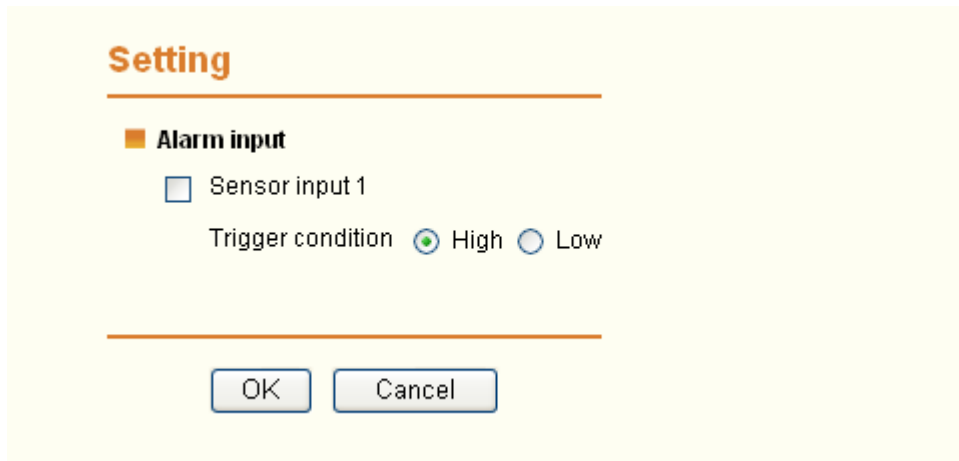 Setting
Alarm input
Sensor input 1
Trigger condition High Low
OK Cancel